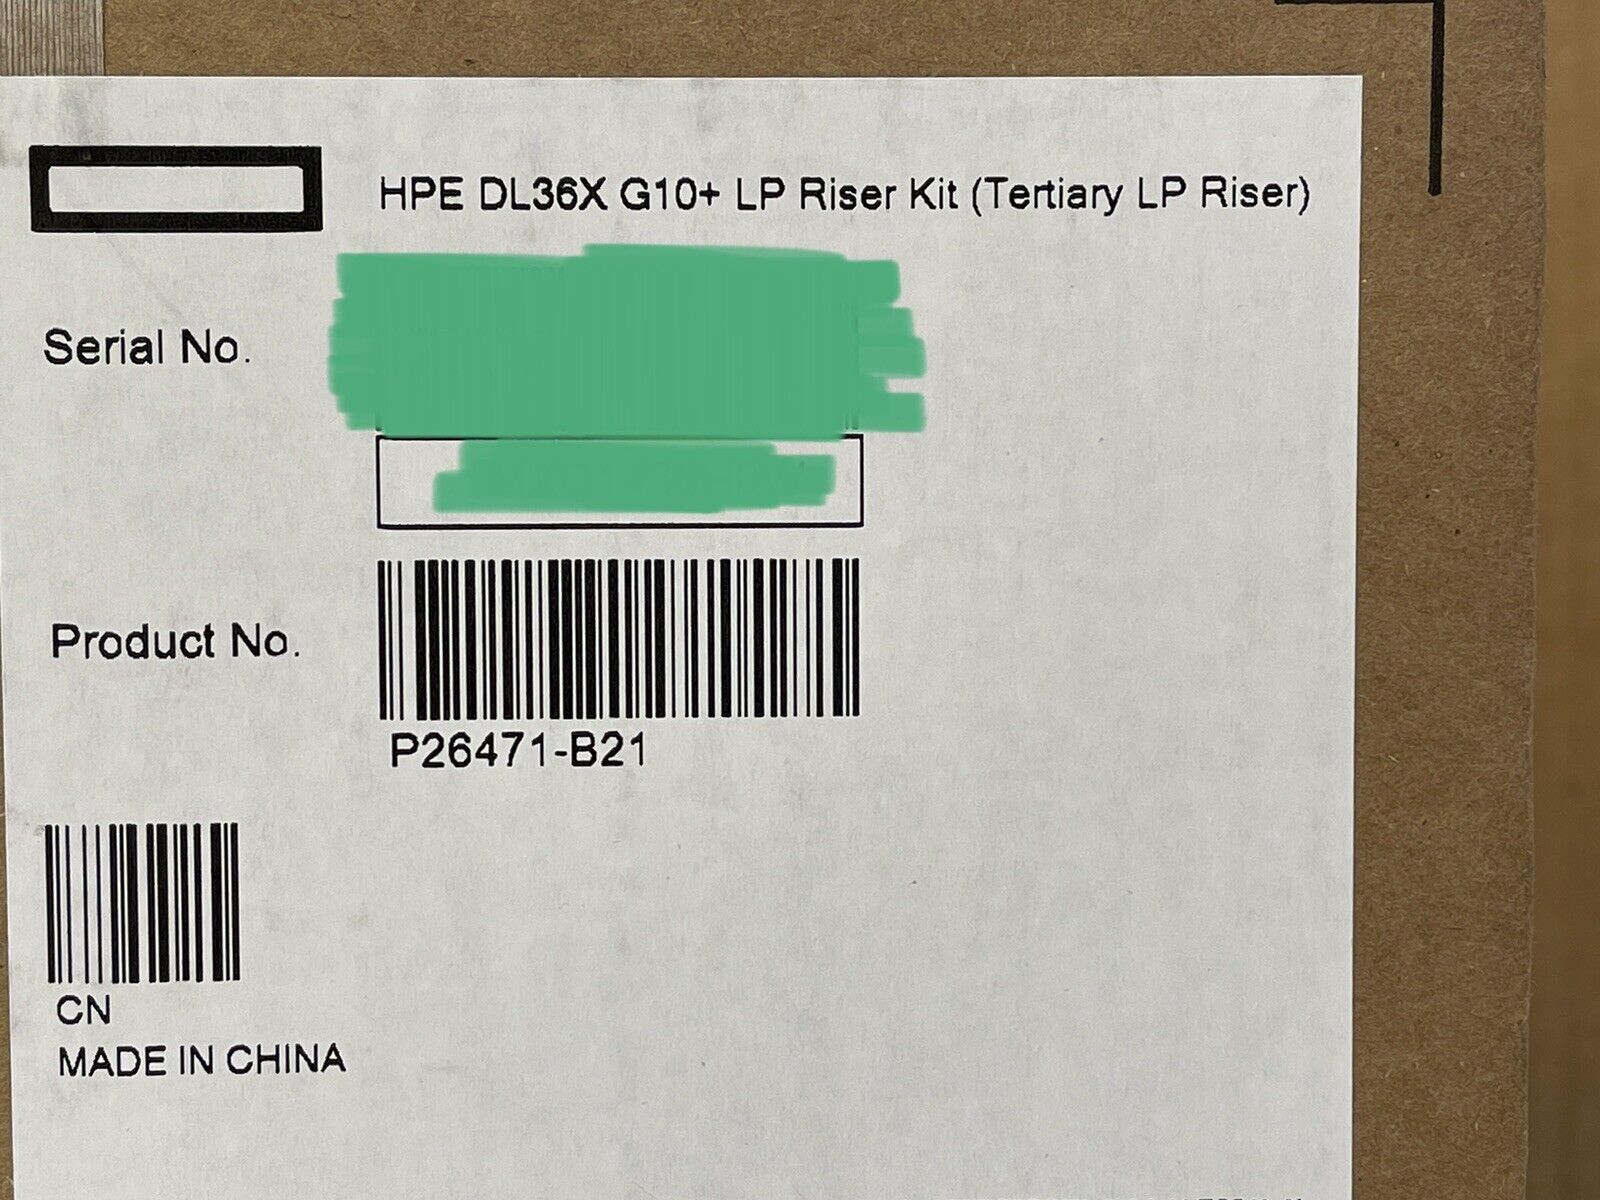 HPE DL36X G10+ LP Riser Kit (Tertiary LP Riser)
Serial No.
Product No.
P26471-B21
CN
MADE IN CHINA